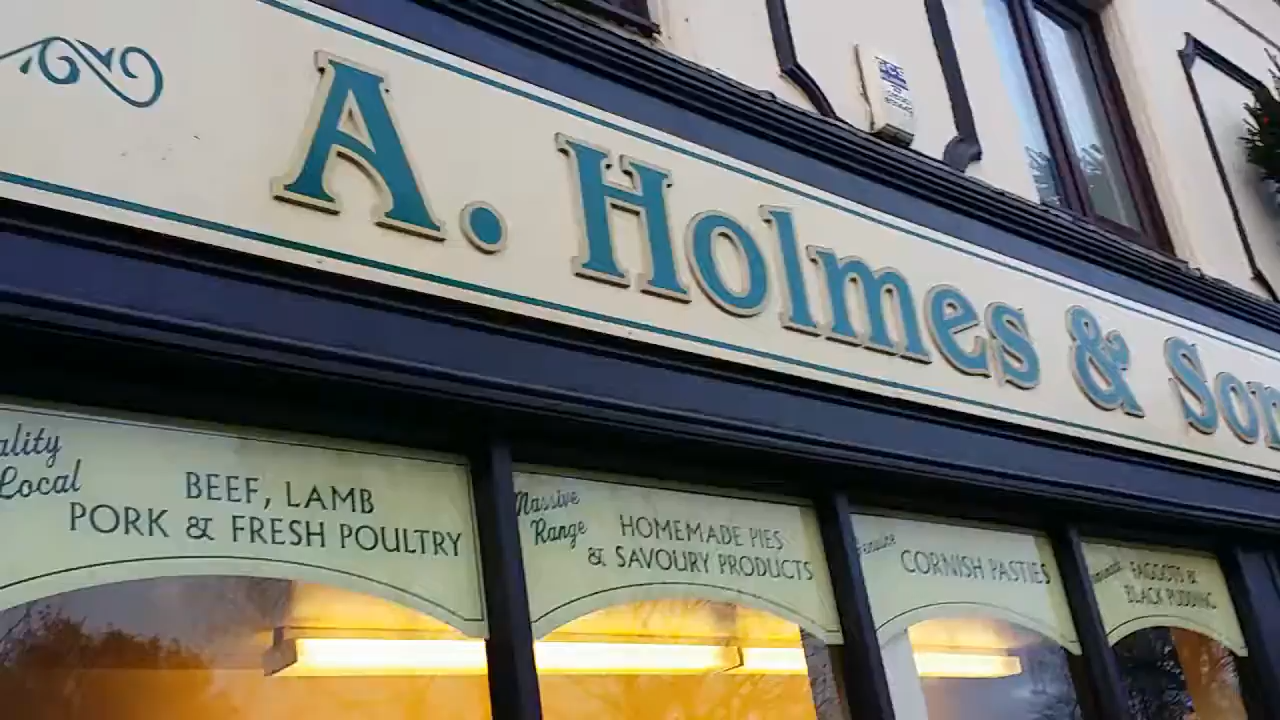 A. Holmes & Son
ality
Local
BEEF, LAMB
PORK & FRESH POULTRY
Massive
Range
HOMEMADE PIES
& SAVOURY PRODUCTS
CORNISH PASTIES
FAGGOTS &
BLACK PUDDING